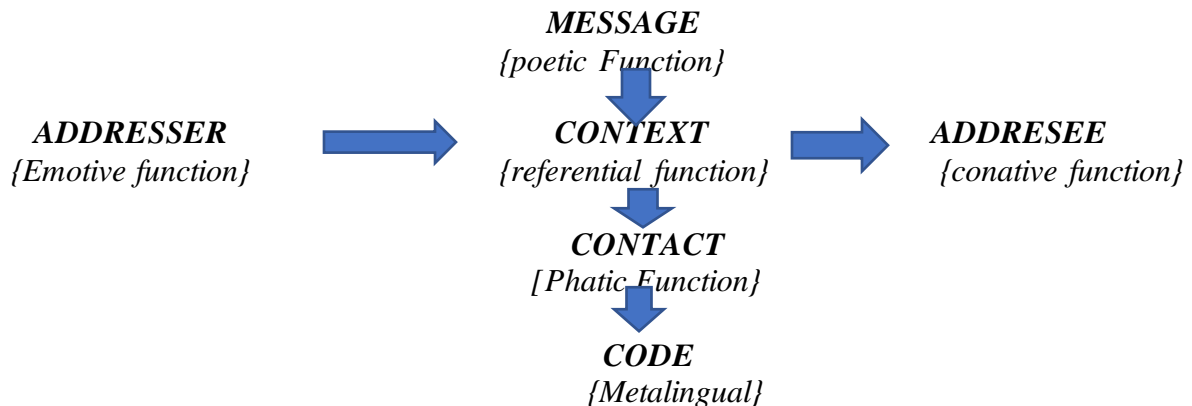 MESSAGE
{poetic Function}
ADDRESSER
{Emotive function}
CONTEXT
{referential function}
ADDRESEE
{conative function}
CONTACT
[Phatic Function}
CODE
{Metalingual}